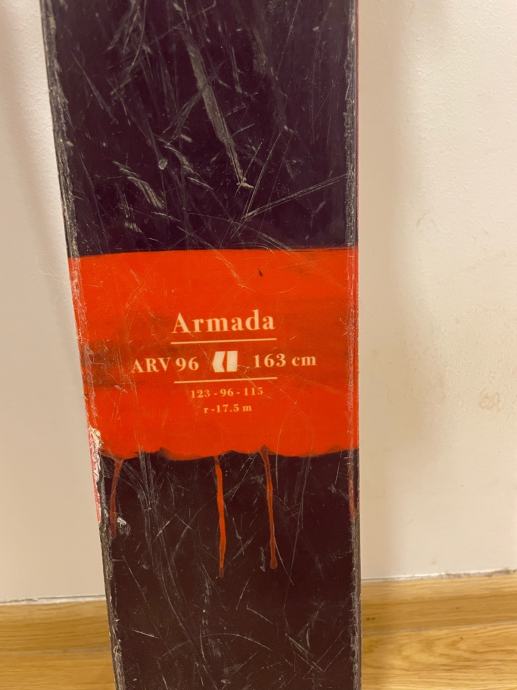 Armada
ARV 96 163 cm
123 - 96 - 115
r - 17.5 m